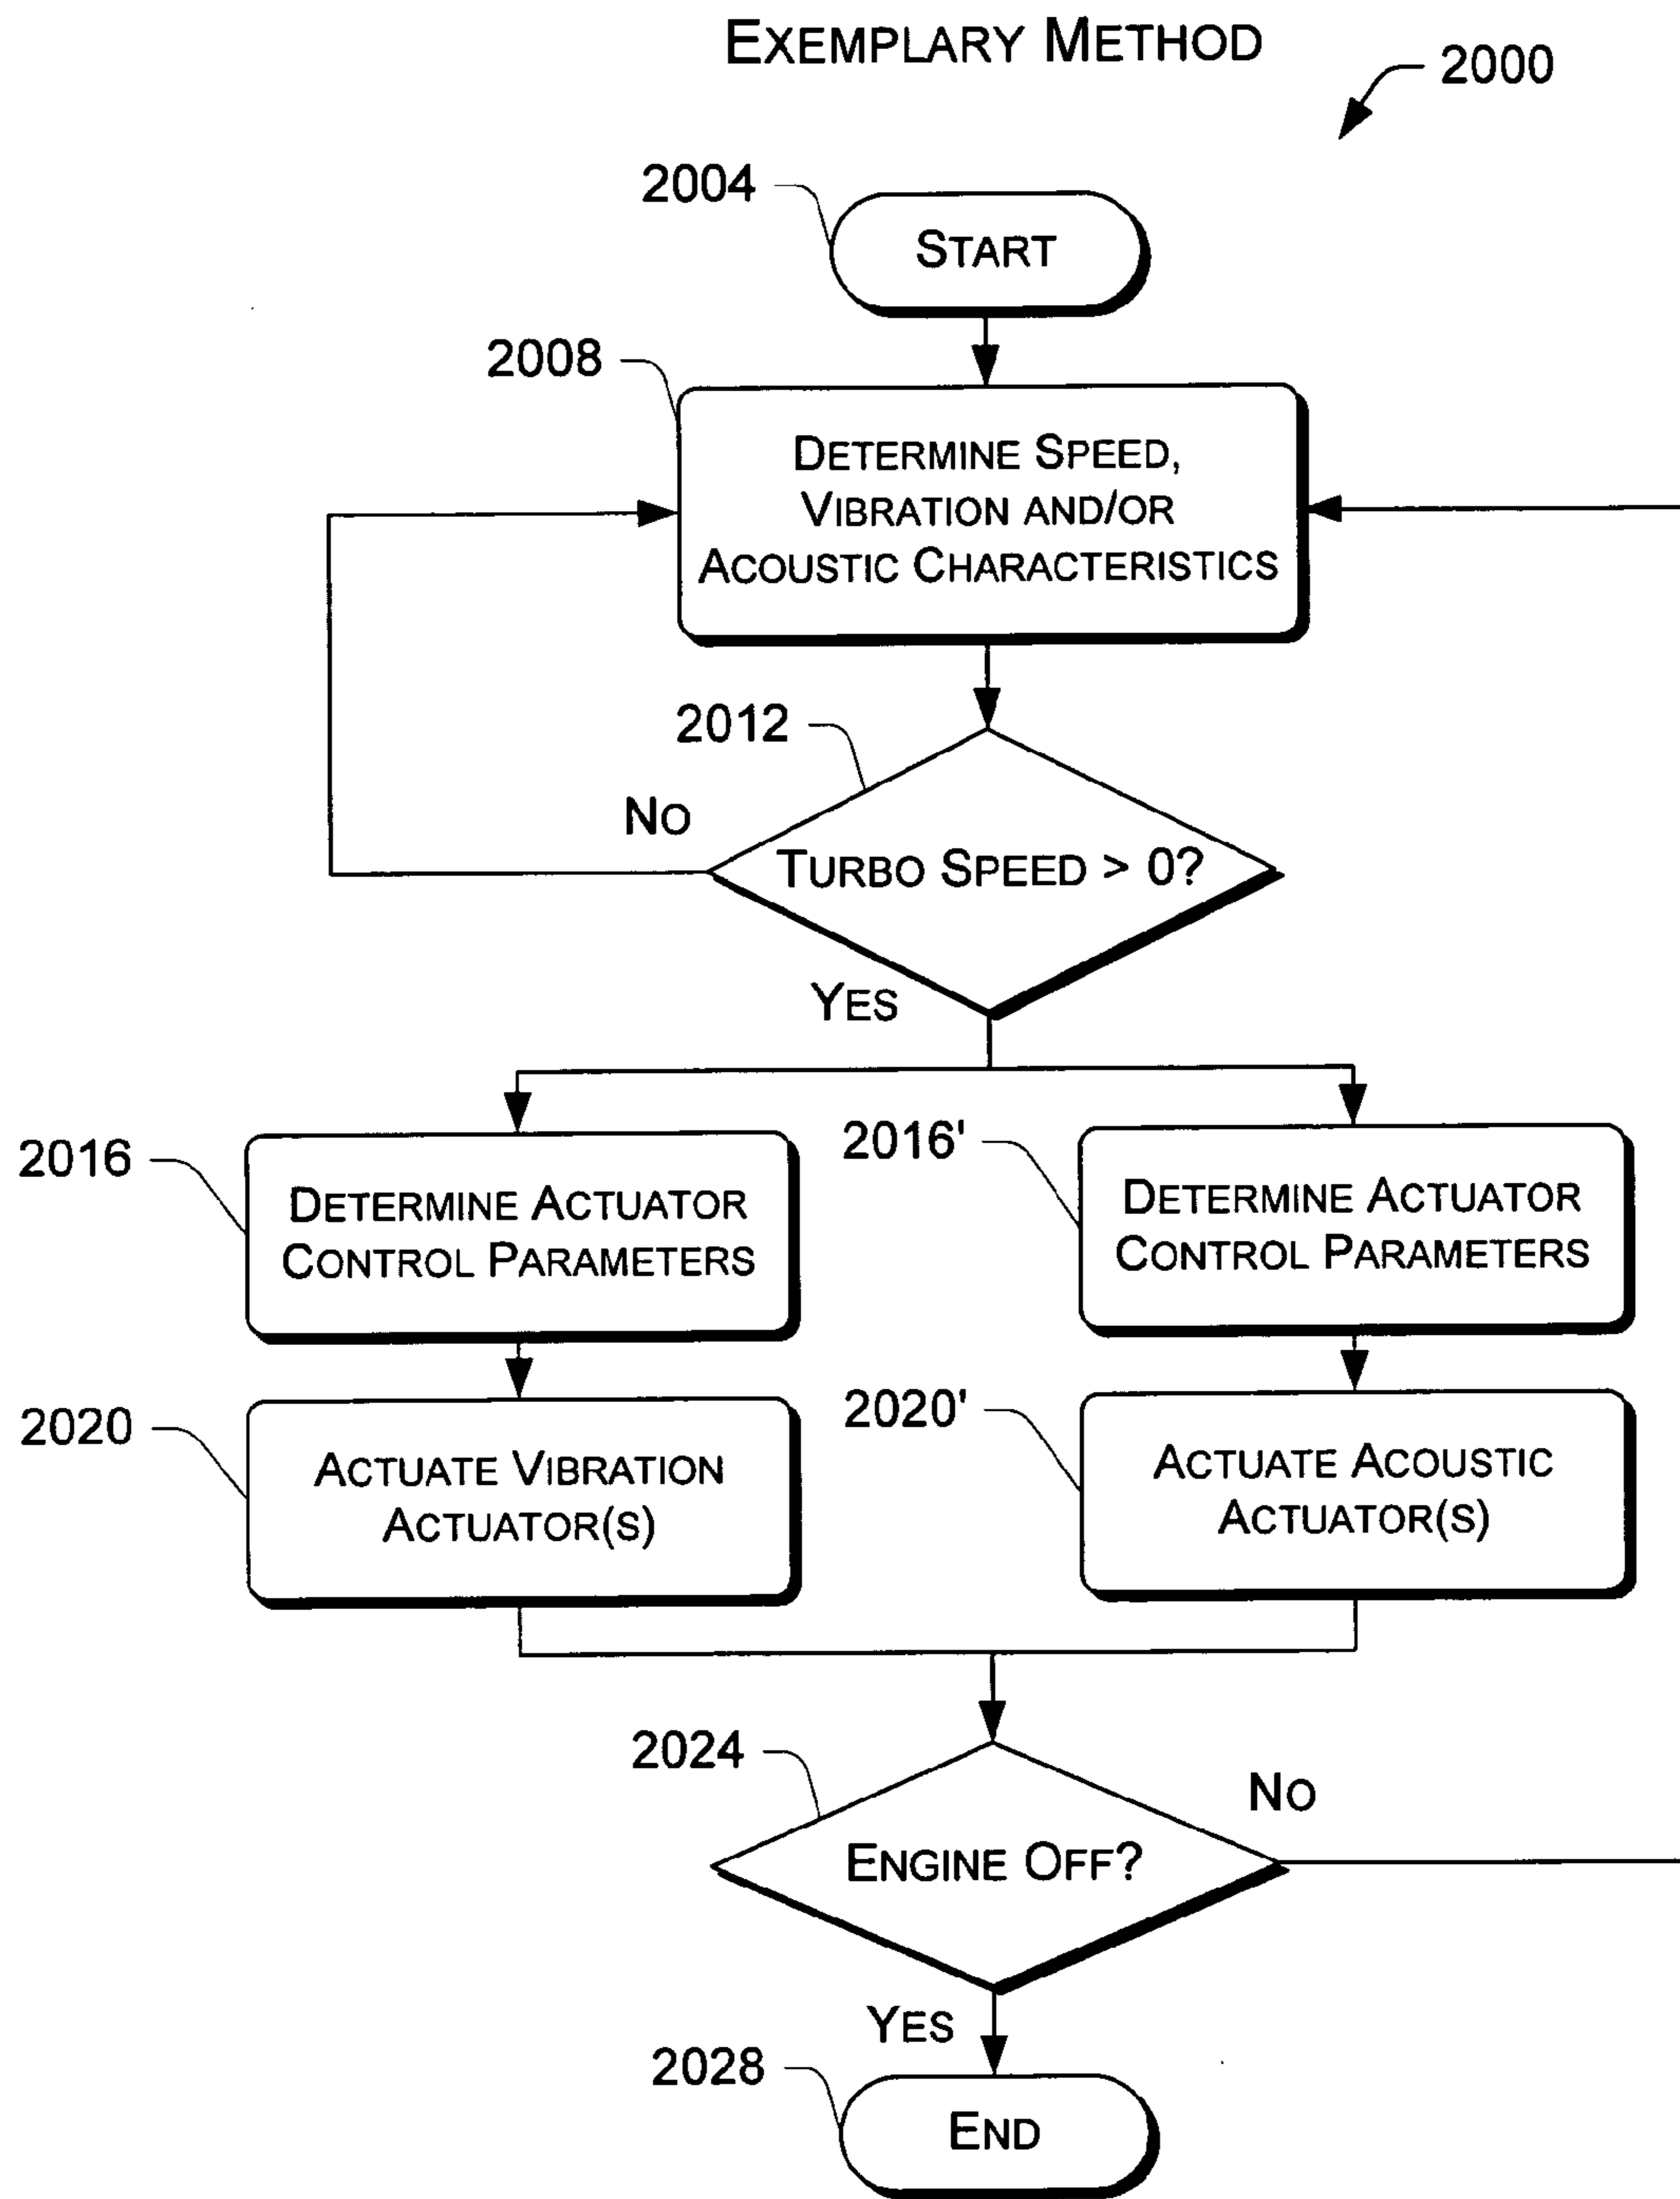 EXEMPLARY METHOD
2000
2004
START
2008
DETERMINE SPEED,
VIBRATION AND/OR
ACOUSTIC CHARACTERISTICS
2012
NO
TURBO SPEED > 0?
YES
2016
DETERMINE ACTUATOR
CONTROL PARAMETERS
2016'
DETERMINE ACTUATOR
CONTROL PARAMETERS
2020
ACTUATE VIBRATION
ACTUATOR(S)
2020'
ACTUATE ACOUSTIC
ACTUATOR(S)
2024
NO
ENGINE OFF?
YES
2028
END